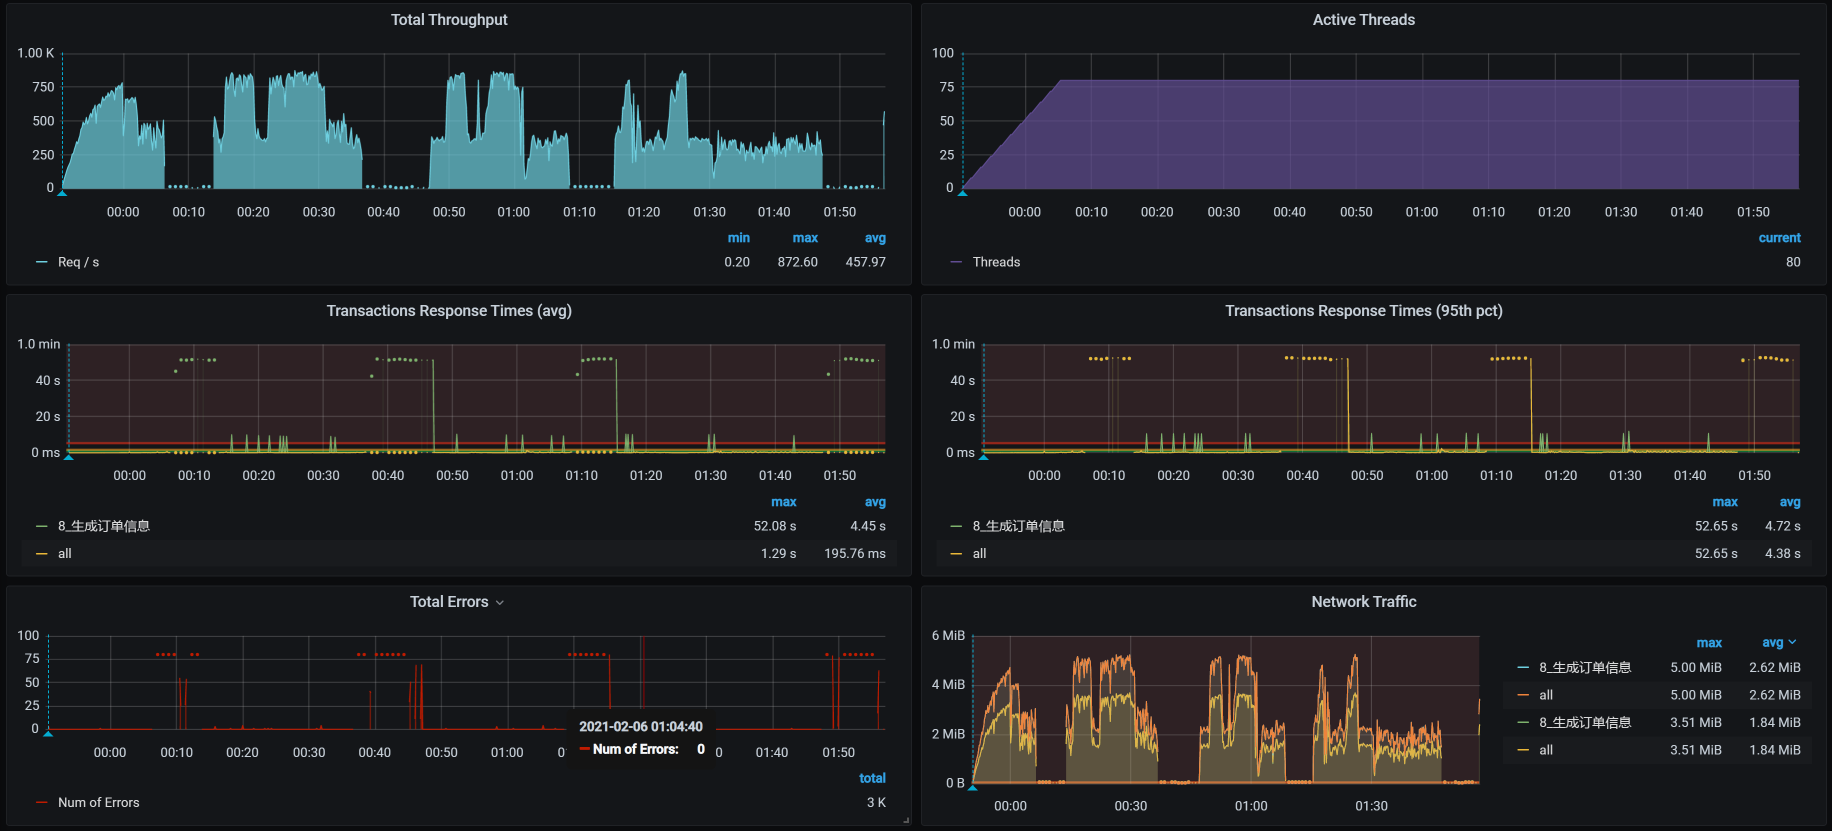 Total Throughput
1.00 K
750
500
250
0
00:00 00:10 00:20 00:30 00:40 00:50 01:00 01:10 01:20 01:30 01:40 01:50
min max avg
Req / s 0.20 872.60 457.97
Active Threads
100
75
50
25
0
00:00 00:10 00:20 00:30 00:40 00:50 01:00 01:10 01:20 01:30 01:40 01:50
current
Threads 80
Transactions Response Times (avg)
1.0 min
40 s
20 s
0 ms
00:00 00:10 00:20 00:30 00:40 00:50 01:00 01:10 01:20 01:30 01:40 01:50
max avg
8_生成订单信息 52.08 s 4.45 s
all 1.29 s 195.76 ms
Transactions Response Times (95th pct)
1.0 min
40 s
20 s
0 ms
00:00 00:10 00:20 00:30 00:40 00:50 01:00 01:10 01:20 01:30 01:40 01:50
max avg
8_生成订单信息 52.65 s 4.72 s
all 52.65 s 4.38 s
Total Errors
100
75
50
25
0
00:00 00:10 00:20 00:30 00:40 00:50 01:00 0 0 01:40 01:50
2021-02-06 01:04:40
Num of Errors: 0
total
Num of Errors 3 K
Network Traffic
6 MiB
4 MiB
2 MiB
0 B
00:00 00:30 01:00 01:30
max avg
8_生成订单信息 5.00 MiB 2.62 MiB
all 5.00 MiB 2.62 MiB
8_生成订单信息 3.51 MiB 1.84 MiB
all 3.51 MiB 1.84 MiB